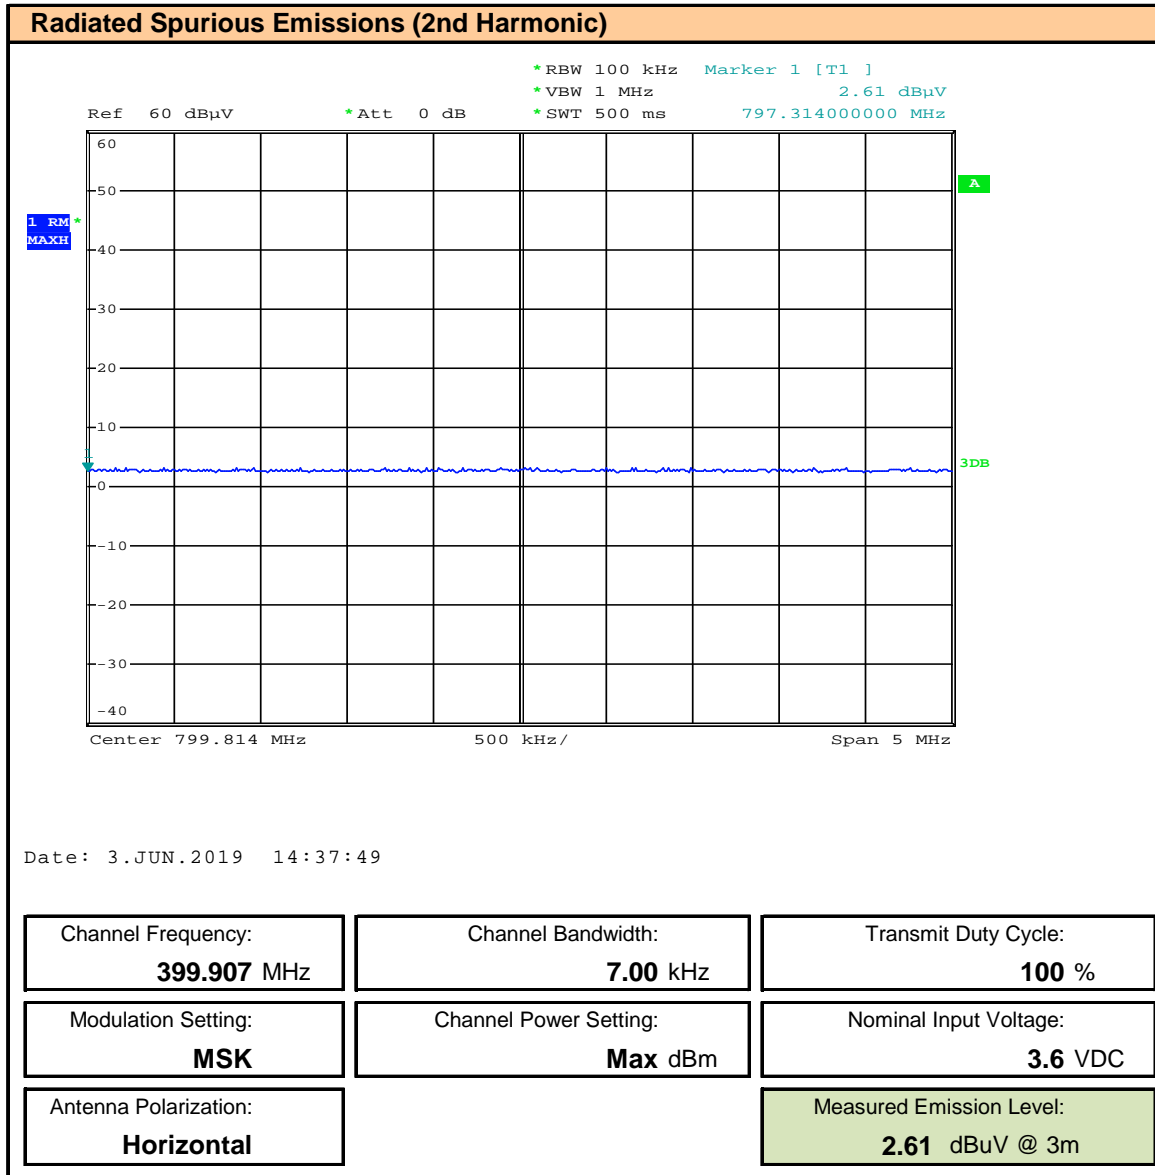 Radiated Spurious Emissions (2nd Harmonic)
*RBW 100 kHz Marker 1 [T1 ]
*VBW 1 MHz 2.61 dBµV
Ref 60 dBµV *Att 0 dB *SWT 500 ms 797.314000000 MHz
60
50
A
1 RM *
MAXH
40
30
20
10
1
3DB
0
-10
-20
-30
-40
Center 799.814 MHz 500 kHz/ Span 5 MHz
Date: 3.JUN.2019 14:37:49
Channel Frequency: Channel Bandwidth: Transmit Duty Cycle:
399.907 MHz 7.00 kHz 100 %
Modulation Setting: Channel Power Setting: Nominal Input Voltage:
MSK Max dBm 3.6 VDC
Antenna Polarization: Measured Emission Level:
Horizontal 2.61 dBuV @ 3m